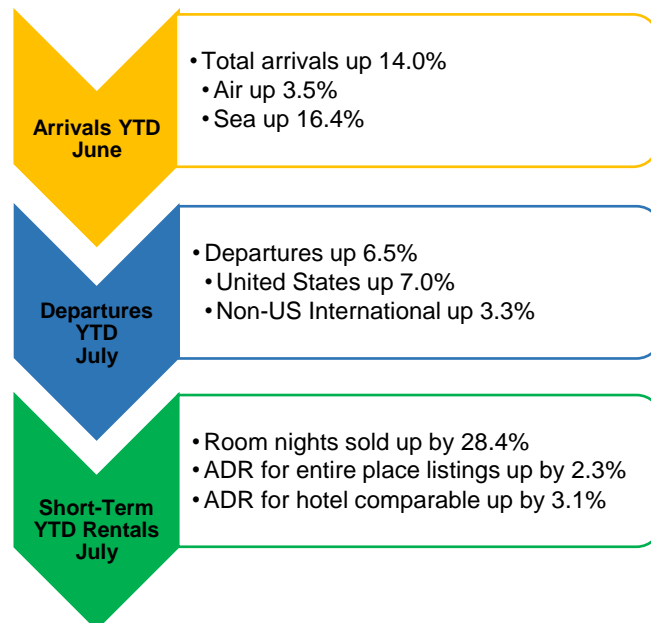 Arrivals YTD
June
• Total arrivals up 14.0%
• Air up 3.5%
• Sea up 16.4%
Departures
YTD
July
• Departures up 6.5%
• United States up 7.0%
• Non-US International up 3.3%
Short-Term
YTD Rentals
July
• Room nights sold up by 28.4%
• ADR for entire place listings up by 2.3%
• ADR for hotel comparable up by 3.1%